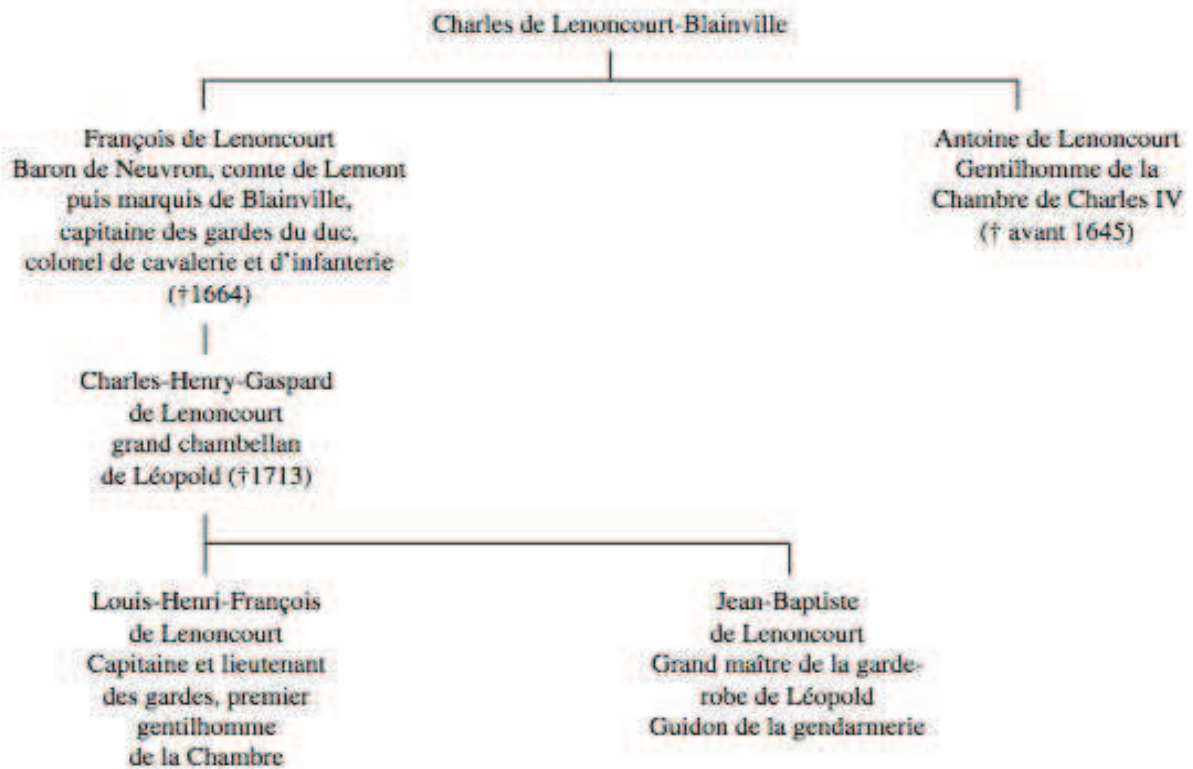 Charles de Lenoncourt-Blainville
François de Lenoncourt
Baron de Neuvron, comte de Lemont
puis marquis de Blainville,
capitaine des gardes du duc,
colonel de cavalerie et d'infanterie
(†1664)
Antoine de Lenoncourt
Gentilhomme de la
Chambre de Charles IV
(† avant 1645)
Charles-Henry-Gaspard
de Lenoncourt
grand chambellan
de Léopold (†1713)
Louis-Henri-François
de Lenoncourt
Capitaine et lieutenant
des gardes, premier
gentilhomme
de la Chambre
Jean-Baptiste
de Lenoncourt
Grand maître de la garde-
robe de Léopold
Guidon de la gendarmerie